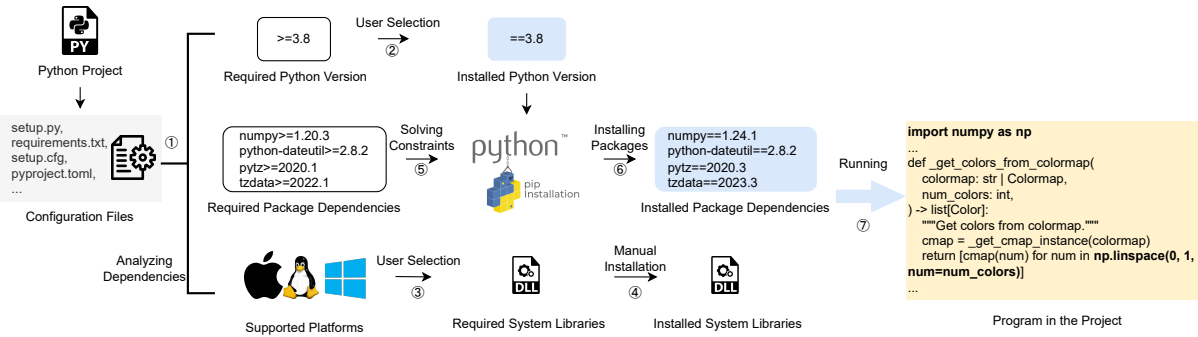 PY
Python Project
setup.py,
requirements.txt,
setup.cfg,
pyproject.toml,
...
Configuration Files
①
Analyzing
Dependencies
>=3.8
Required Python Version
User Selection
②
==3.8
Installed Python Version
numpy>=1.20.3
python-dateutil>=2.8.2
pytz>=2020.1
tzdata>=2022.1
Required Package Dependencies
Solving
Constraints
⑤
python™
pip
Installation
Installing
Packages
⑥
numpy==1.24.1
python-dateutil==2.8.2
pytz==2020.3
tzdata==2023.3
Installed Package Dependencies
Supported Platforms
User Selection
③
DLL
Required System Libraries
Manual
Installation
④
DLL
Installed System Libraries
Running
⑦
import numpy as np
...
def _get_colors_from_colormap(
colormap: str | Colormap,
num_colors: int,
) -> list[Color]:
"""Get colors from colormap."""
cmap = _get_cmap_instance(colormap)
return [cmap(num) for num in np.linspace(0, 1,
num=num_colors)]
...
Program in the Project